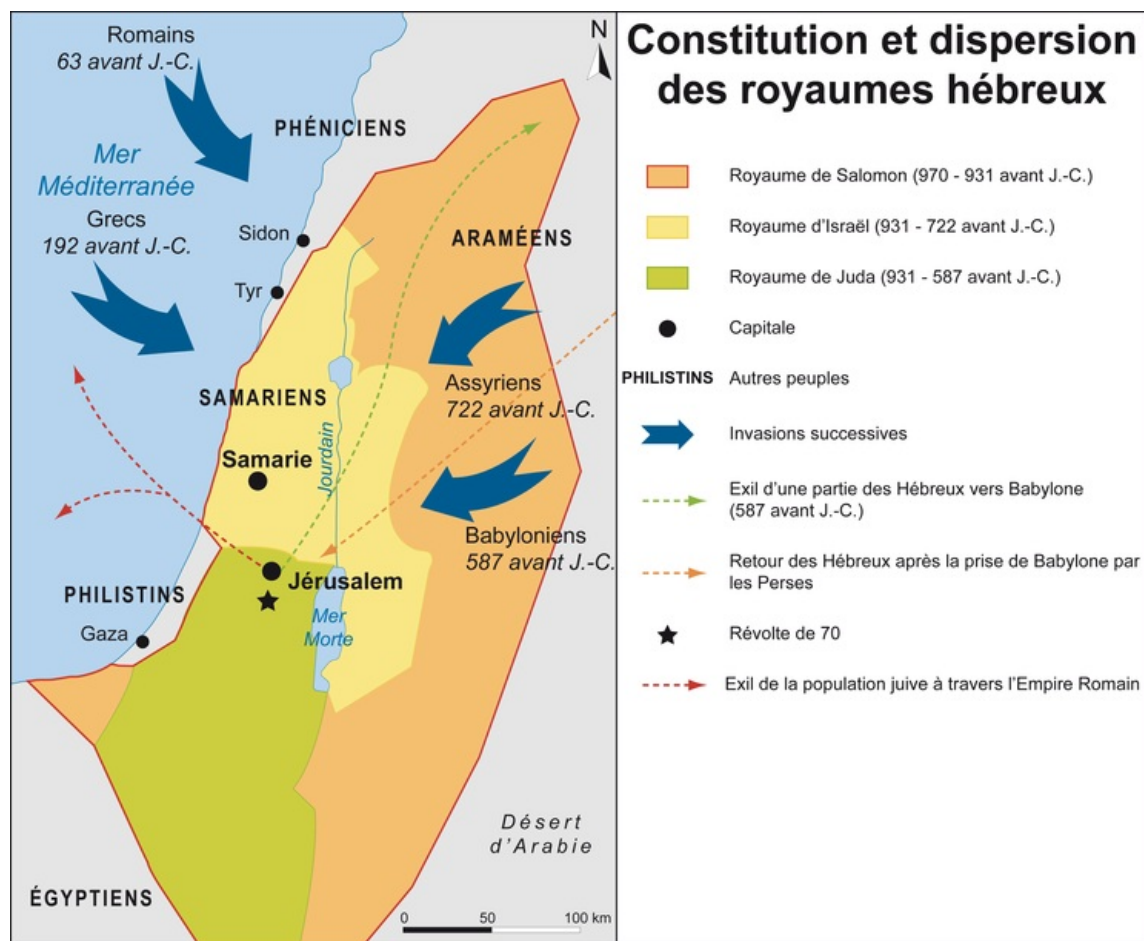 Romains
63 avant J.-C.
N
PHÉNICIENS
Mer
Méditerranée
Grecs
192 avant J.-C.
Sidon
ARAMÉENS
Tyr
SAMARIENS
Assyriens
722 avant J.-C.
Jourdain
Samarie
Babyloniens
587 avant J.-C.
Jérusalem
PHILISTINS
Gaza
Mer
Morte
Désert
d'Arabie
ÉGYPTIENS
0 50 100 km
Constitution et dispersion
des royaumes hébreux
Royaume de Salomon (970 - 931 avant J.-C.)
Royaume d'Israël (931 - 722 avant J.-C.)
Royaume de Juda (931 - 587 avant J.-C.)
Capitale
PHILISTINS Autres peuples
Invasions successives
Exil d'une partie des Hébreux vers Babylone
(587 avant J.-C.)
Retour des Hébreux après la prise de Babylone par
les Perses
Révolte de 70
Exil de la population juive à travers l'Empire Romain